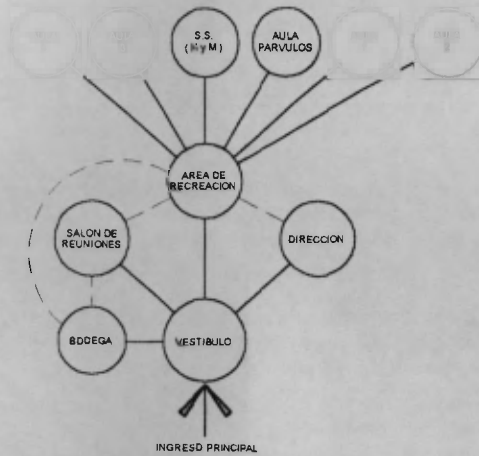 S.S.
(H y M)
AULA
PARVULOS
AREA DE
RECREACION
SALON DE
REUNIONES
DIRECCION
BODEGA
VESTIBULO
INGRESO PRINCIPAL